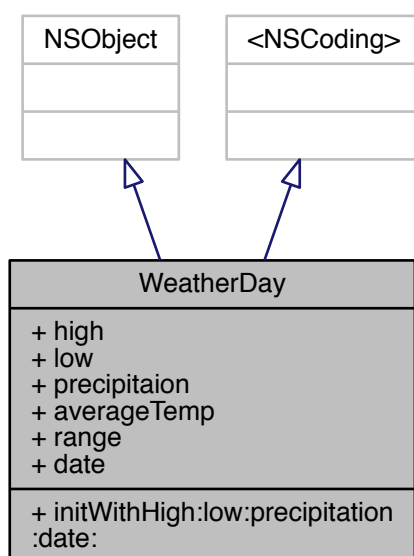 NSObject
<NSCoding>
WeatherDay
+ high
+ low
+ precipitaion
+ averageTemp
+ range
+ date
+ initWithHigh:low:precipitation
:date: